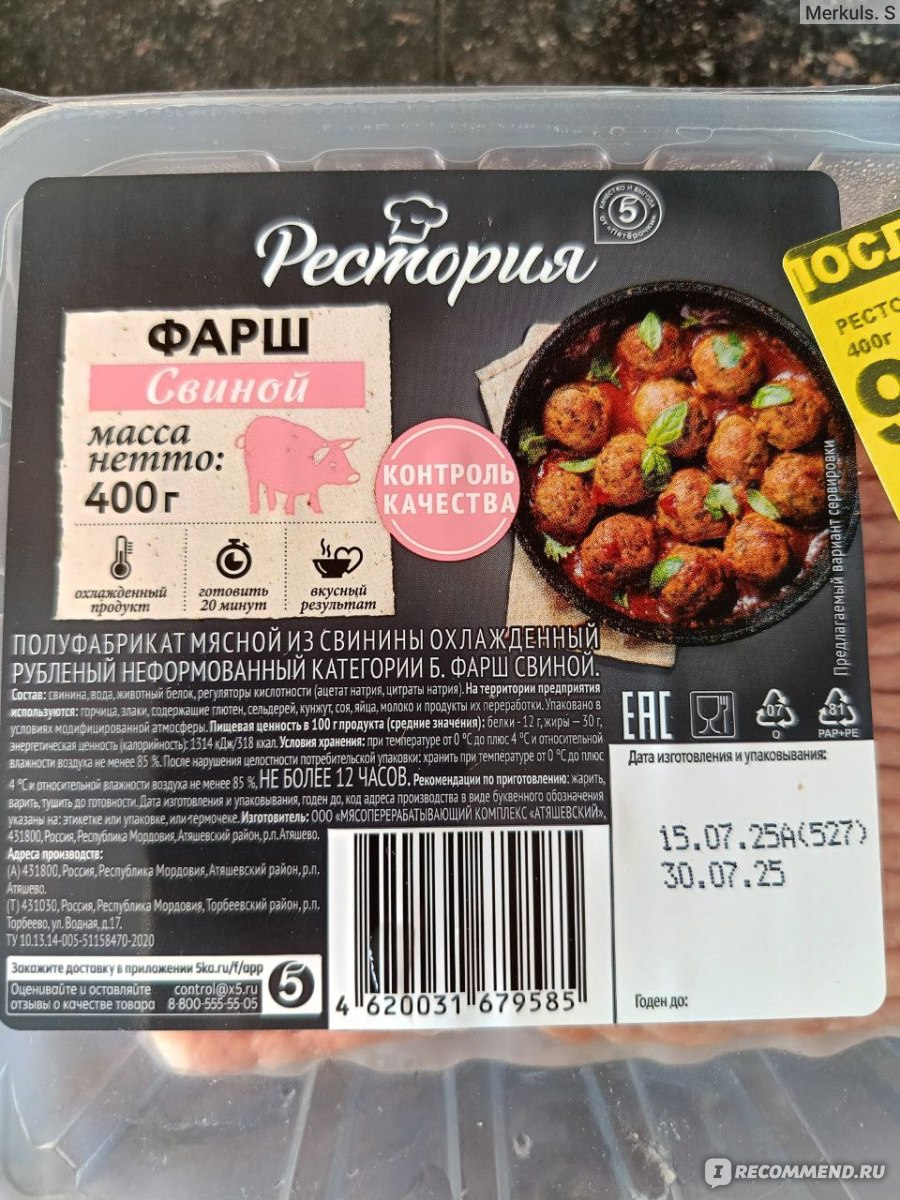 Merkuls. S
качество и выгода
от «Пятёрочки»
5
Рестория
ФАРШ
Свиной
масса
нетто:
400 г
охлажденный
продукт
готовить
20 минут
вкусный
результат
КОНТРОЛЬ
КАЧЕСТВА
РЕСТО
400г
9
Предлагаемый вариант сервировки
ПОЛУФАБРИКАТ МЯСНОЙ ИЗ СВИНИНЫ ОХЛАЖДЕННЫЙ
РУБЛЕНЫЙ НЕФОРМОВАННЫЙ КАТЕГОРИИ Б. ФАРШ СВИНОЙ.
Состав: свинина, вода, животный белок, регуляторы кислотности (ацетат натрия, цитраты натрия). На территории предприятия
используются: горчица, злаки, содержащие глютен, сельдерей, кунжут, соя, яйца, молоко и продукты их переработки. Упаковано в
условиях модифицированной атмосферы. Пищевая ценность в 100 г продукта (средние значения): белки - 12 г, жиры — 30 г,
энергетическая ценность (калорийность): 1314 кДж/318 ккал. Условия хранения: при температуре от 0 °С до плюс 4 °С и относительной
влажности воздуха не менее 85 %. После нарушения целостности потребительской упаковки: хранить при температуре от 0 °С до плюс
4 °С и относительной влажности воздуха не менее 85 %, НЕ БОЛЕЕ 12 ЧАСОВ. Рекомендации по приготовлению: жарить,
варить, тушить до готовности. Дата изготовления и упаковывания, годен до, код адреса производства в виде буквенного обозначения
указаны на: этикетке или упаковке, или термочеке. Изготовитель: ООО «МЯСОПЕРЕРАБАТЫВАЮЩИЙ КОМПЛЕКС «АТЯШЕВСКИЙ»,
431800, Россия, Республика Мордовия, Атяшевский район, р.п. Атяшево.
Адреса производств:
(А) 431800, Россия, Республика Мордовия, Атяшевский район, р.п.
Атяшево.
(Т) 431030, Россия, Республика Мордовия, Торбеевский район, р.п.
Торбеево, ул. Водная, д.17.
ТУ 10.13.14-005-51158470-2020
Закажите доставку в приложении 5ka.ru/f/app
Оценивайте и оставляйте control@x5.ru
отзывы о качестве товара 8-800-555-55-05
5
4 620031 679585
EAC
07
O
81
PAP+PE
Дата изготовления и упаковывания:
15.07.25А(527)
30.07.25
Годен до:
IRECOMMEND.RU